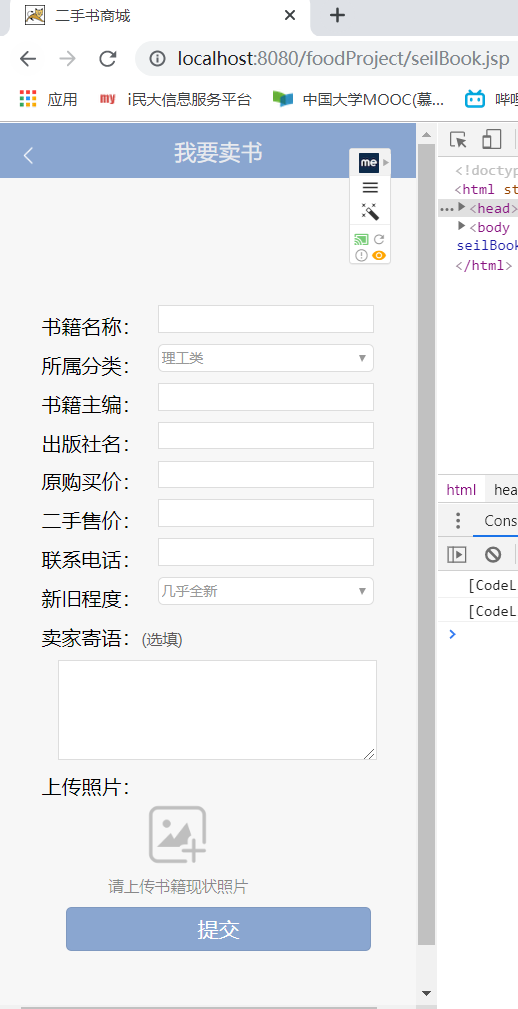 二手书商城
localhost:8080/foodProject/seilBook.jsp
应用 my i民大信息服务平台 中国大学MOOC(慕... 哔哩
我要卖书
me
<!doctyp
<html st
<head>
<body
seilBook
</html>
书籍名称：
所属分类： 理工类
书籍主编：
出版社名：
原购买价：
二手售价：
联系电话：
新旧程度： 几乎全新
卖家寄语：(选填)
上传照片：
请上传书籍现状照片
提交
html hea
Cons
[CodeL
[CodeL